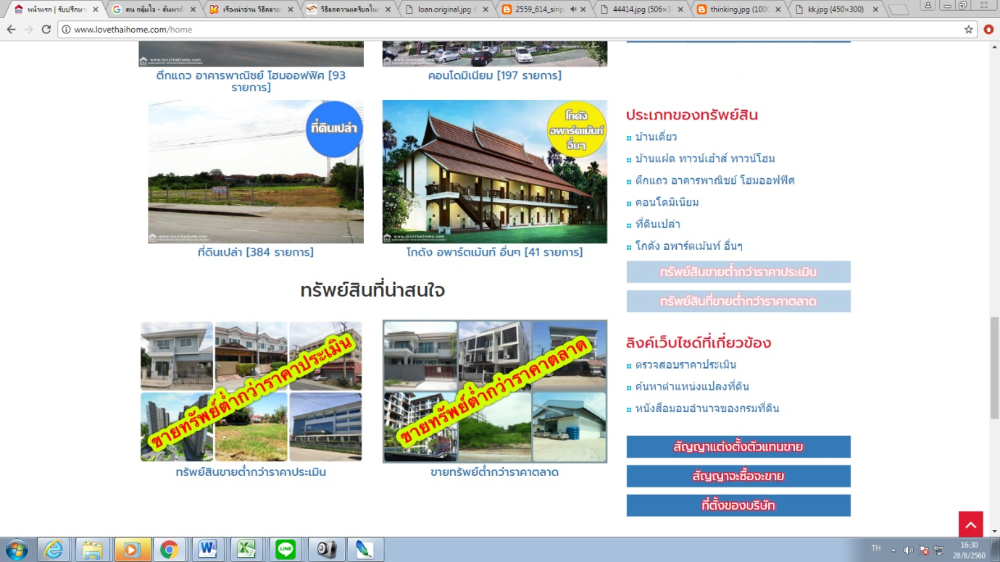 หน้าแรก | รับปรึกษา
คน กลุ้มใจ - ค้นหาด้
เรื่องน่าอ่าน วิธีคลาย
วิธีลดความเครียดใน
loan.original.jpg (
2559_614_sirip
44414.jpg (506×3
thinking.jpg (100
kk.jpg (450×300)
www.lovethaihome.com/home
www.lovethaihome.com
www.lovethaihome.com
ตึกแถว อาคารพาณิชย์ โฮมออฟฟิศ [93
รายการ]
คอนโดมิเนียม [197 รายการ]
ที่ดินเปล่า
www.lovethaihome.com
โกดัง
อพาร์ตเม้นท์
อื่นๆ
www.lovethaihome.com
ที่ดินเปล่า [384 รายการ]
โกดัง อพาร์ตเม้นท์ อื่นๆ [41 รายการ]
ทรัพย์สินที่น่าสนใจ
ขายทรัพย์ต่ำกว่าราคาประเมิน
ขายทรัพย์ต่ำกว่าราคาตลาด
ทรัพย์สินขายต่ำกว่าราคาประเมิน
ขายทรัพย์ต่ำกว่าราคาตลาด
ประเภทของทรัพย์สิน
บ้านเดี่ยว
บ้านแฝด ทาวน์เฮ้าส์ ทาวน์โฮม
ตึกแถว อาคารพาณิชย์ โฮมออฟฟิศ
คอนโดมิเนียม
ที่ดินเปล่า
โกดัง อพาร์ตเม้นท์ อื่นๆ
ทรัพย์สินขายต่ำกว่าราคาประเมิน
ทรัพย์สินที่ขายต่ำกว่าราคาตลาด
ลิงค์เว็บไซด์ที่เกี่ยวข้อง
ตรวจสอบราคาประเมิน
ค้นหาตำแหน่งแปลงที่ดิน
หนังสือมอบอำนาจของกรมที่ดิน
สัญญาแต่งตั้งตัวแทนขาย
สัญญาจะซื้อจะขาย
ที่ตั้งของบริษัท
LINE
TH
16:30
28/8/2560